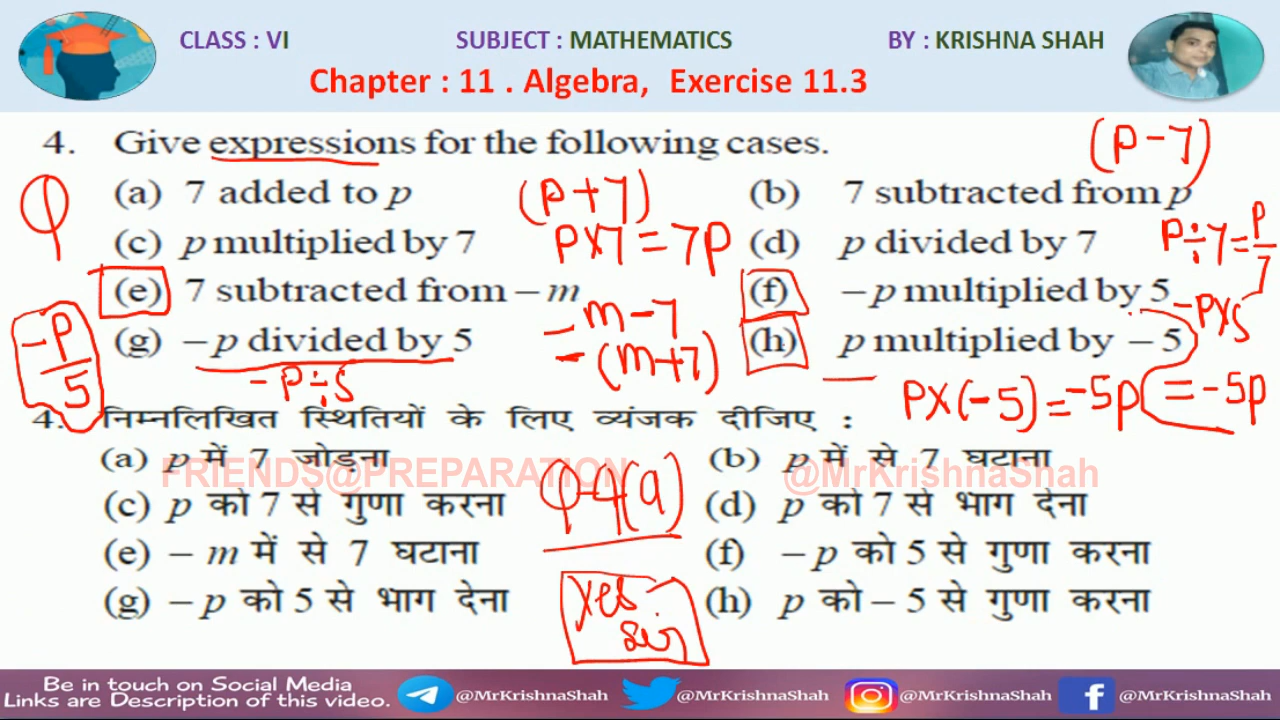 CLASS : VI SUBJECT : MATHEMATICS BY : KRISHNA SHAH
Chapter : 11 . Algebra, Exercise 11.3
4. Give expressions for the following cases.
(p-7)
Q
(a) 7 added to p
(p+7)
(b) 7 subtracted from p
(c) p multiplied by 7
p×7=7p
(d) p divided by 7
p÷7=p/7
(e) 7 subtracted from – m
-m-7
(f) –p multiplied by 5
-p×5
-p/5
(g) –p divided by 5
-p÷5
-(m+7)
(h) p multiplied by – 5
p×(-5)=-5p
=-5p
4. निम्नलिखित स्थितियों के लिए व्यंजक दीजिए :
(a) p में 7 जोड़ना
(b) p में से 7 घटाना
FRIENDS@PREPARATION @MrKrishnaShah
(c) p को 7 से गुणा करना
Q-4(a)
(d) p को 7 से भाग देना
(e) – m में से 7 घटाना
(f) –p को 5 से गुणा करना
(g) –p को 5 से भाग देना
Yes sir
(h) p को – 5 से गुणा करना
Be in touch on Social Media
Links are Description of this video.
@MrKrishnaShah @MrKrishnaShah @MrKrishnaShah @MrKrishnaShah